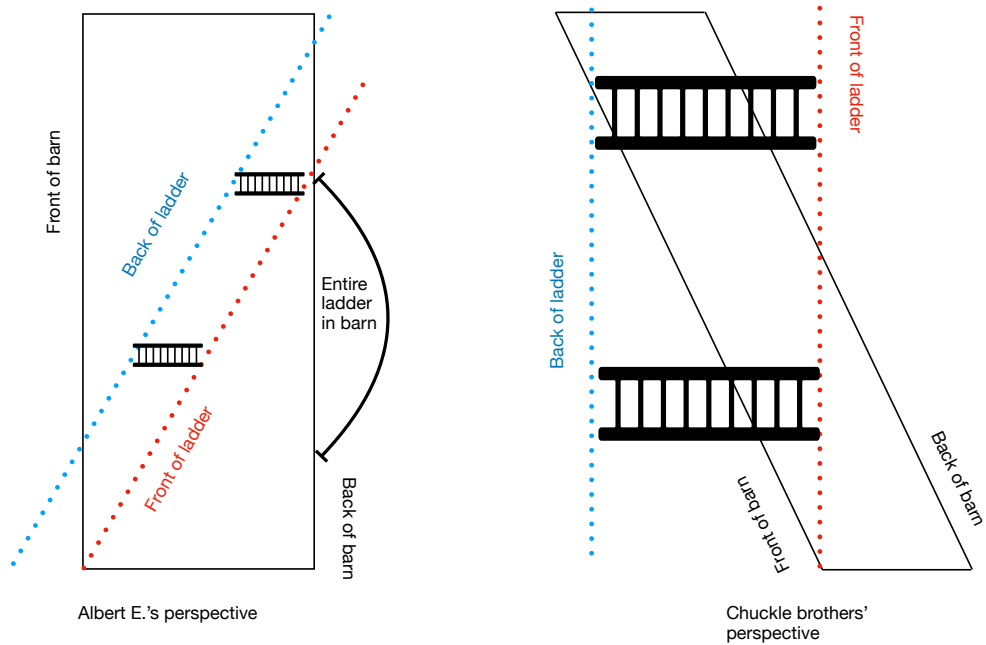 Front of barn
Back of ladder
Entire
ladder
in barn
Front of ladder
Back of barn
Albert E.'s perspective
Front of ladder
Back of ladder
Front of barn
Back of barn
Chuckle brothers'
perspective